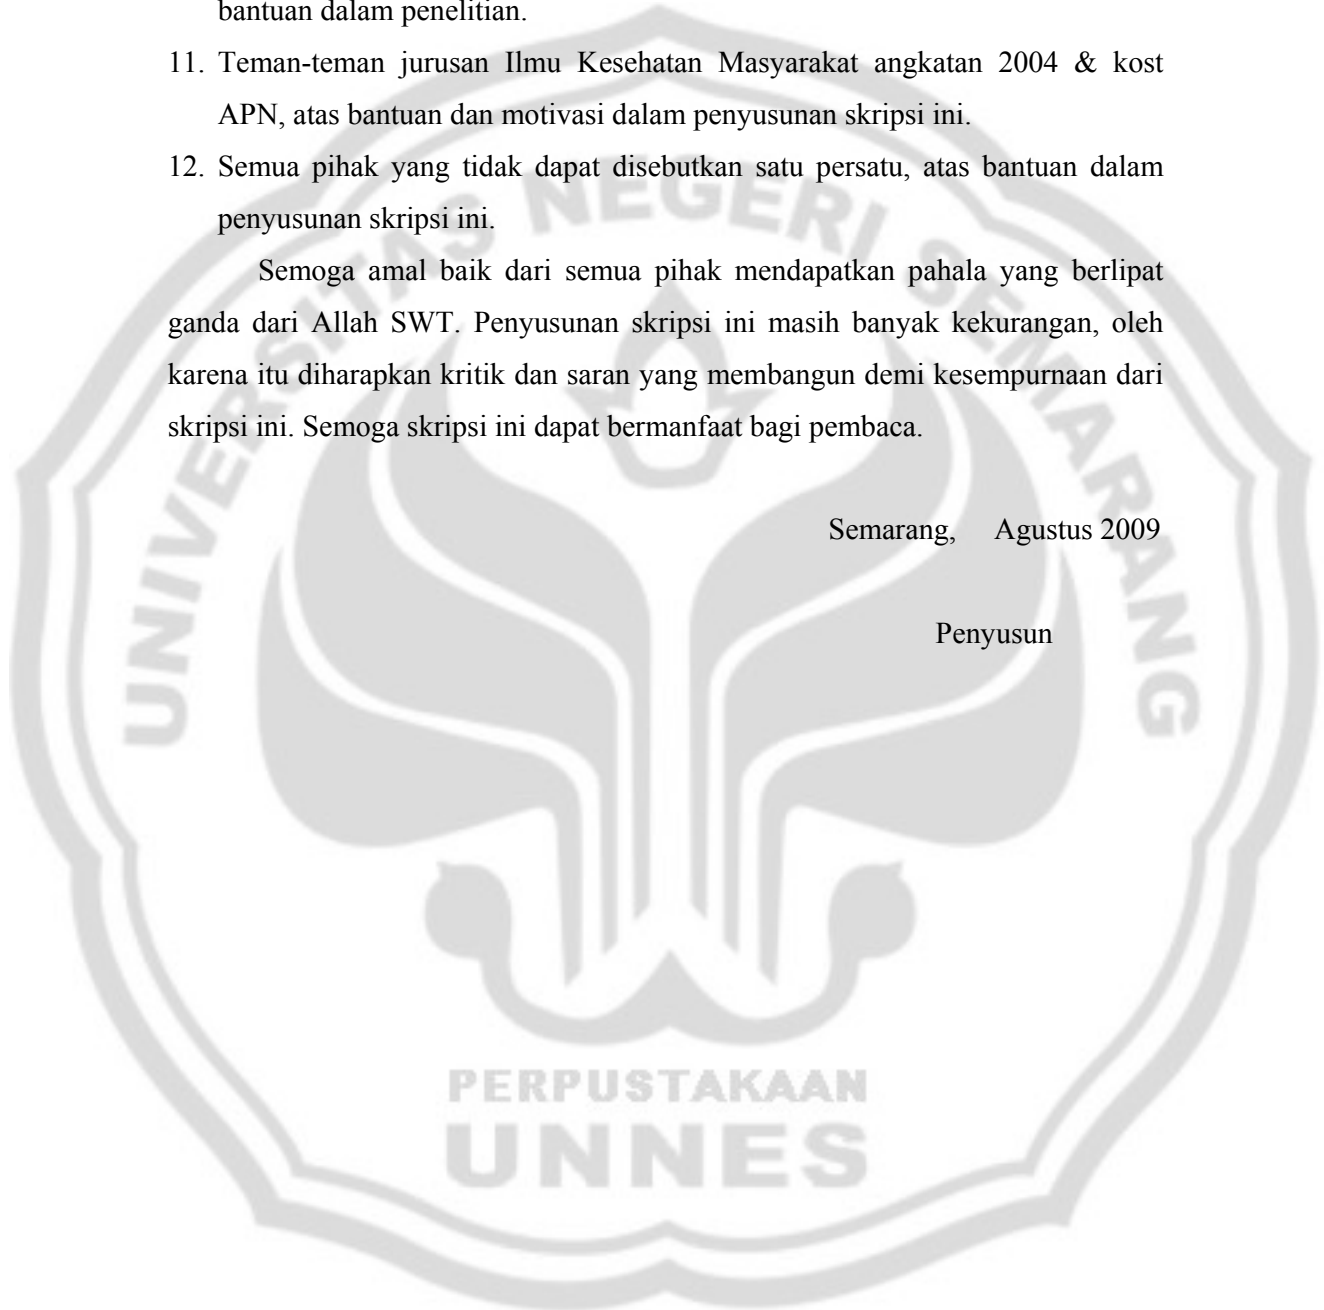 bantuan dalam penelitian.
11. Teman-teman jurusan Ilmu Kesehatan Masyarakat angkatan 2004 & kost
APN, atas bantuan dan motivasi dalam penyusunan skripsi ini.
12. Semua pihak yang tidak dapat disebutkan satu persatu, atas bantuan dalam
penyusunan skripsi ini.
Semoga amal baik dari semua pihak mendapatkan pahala yang berlipat
ganda dari Allah SWT. Penyusunan skripsi ini masih banyak kekurangan, oleh
karena itu diharapkan kritik dan saran yang membangun demi kesempurnaan dari
skripsi ini. Semoga skripsi ini dapat bermanfaat bagi pembaca.
Semarang, Agustus 2009
Penyusun
UNIVERSITAS NEGERI SEMARANG
PERPUSTAKAAN
UNNES